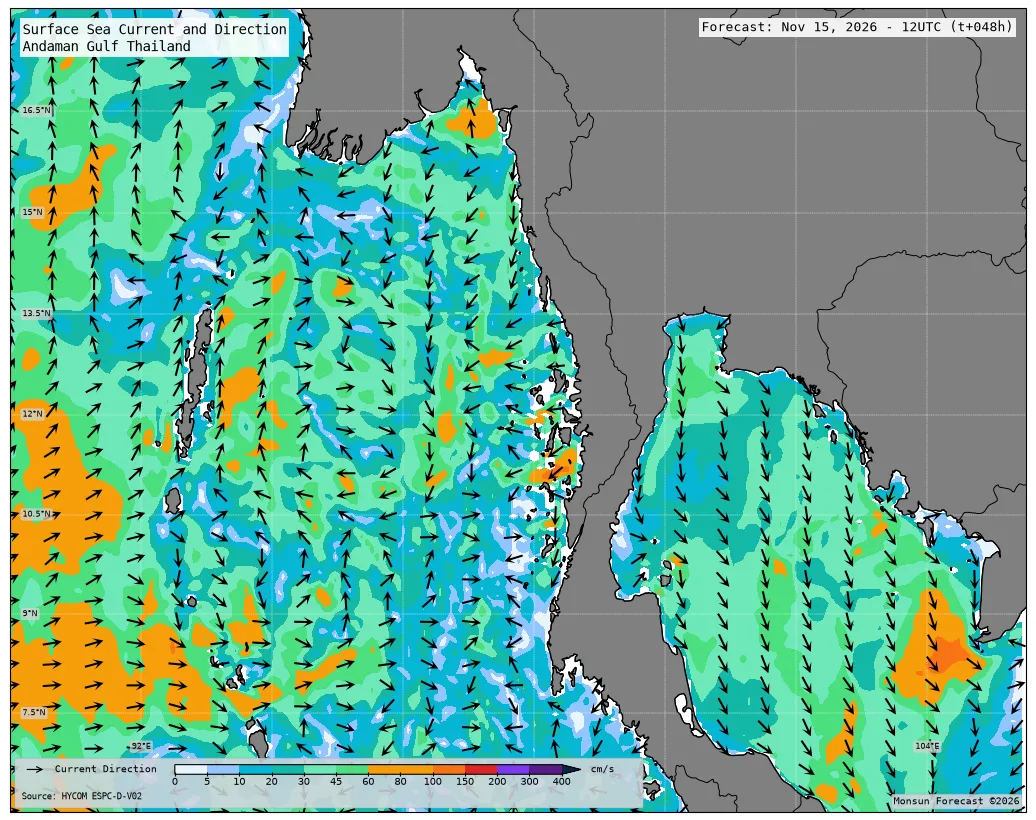 Surface Sea Current and Direction
Andaman Gulf Thailand
Forecast: Nov 15, 2026 - 12UTC (t+048h)
16.5°N
15°N
13.5°N
12°N
10.5°N
9°N
7.5°N
92°E
104°E
Current Direction
0 5 10 20 30 45 60 80 100 150 200 300 400 cm/s
Source: HYCOM ESPC-D-V02
Monsun Forecast ©2026